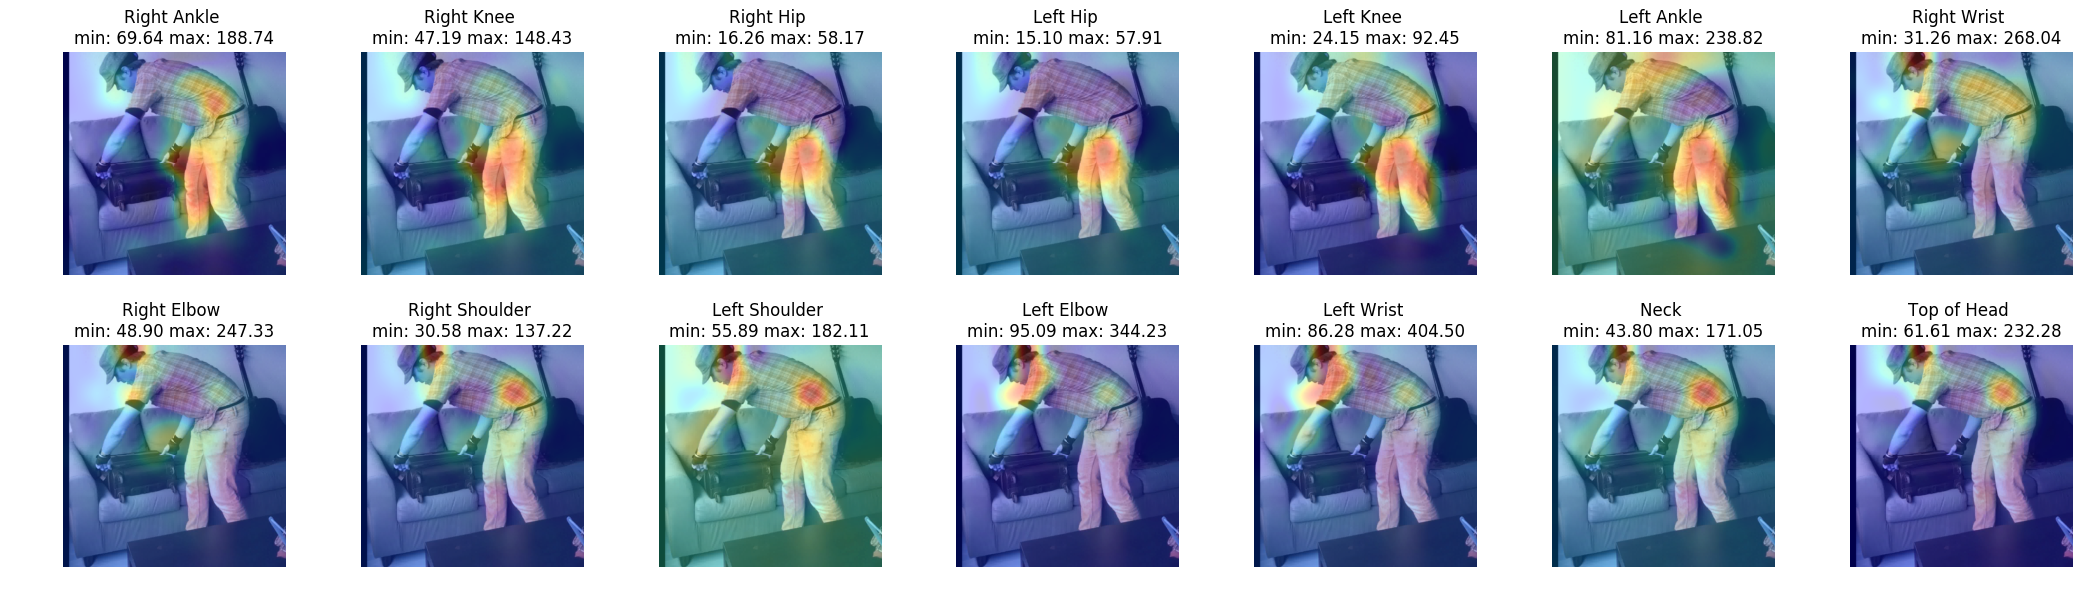 Right Ankle
min: 69.64 max: 188.74
Right Knee
min: 47.19 max: 148.43
Right Hip
min: 16.26 max: 58.17
Left Hip
min: 15.10 max: 57.91
Left Knee
min: 24.15 max: 92.45
Left Ankle
min: 81.16 max: 238.82
Right Wrist
min: 31.26 max: 268.04
Right Elbow
min: 48.90 max: 247.33
Right Shoulder
min: 30.58 max: 137.22
Left Shoulder
min: 55.89 max: 182.11
Left Elbow
min: 95.09 max: 344.23
Left Wrist
min: 86.28 max: 404.50
Neck
min: 43.80 max: 171.05
Top of Head
min: 61.61 max: 232.28